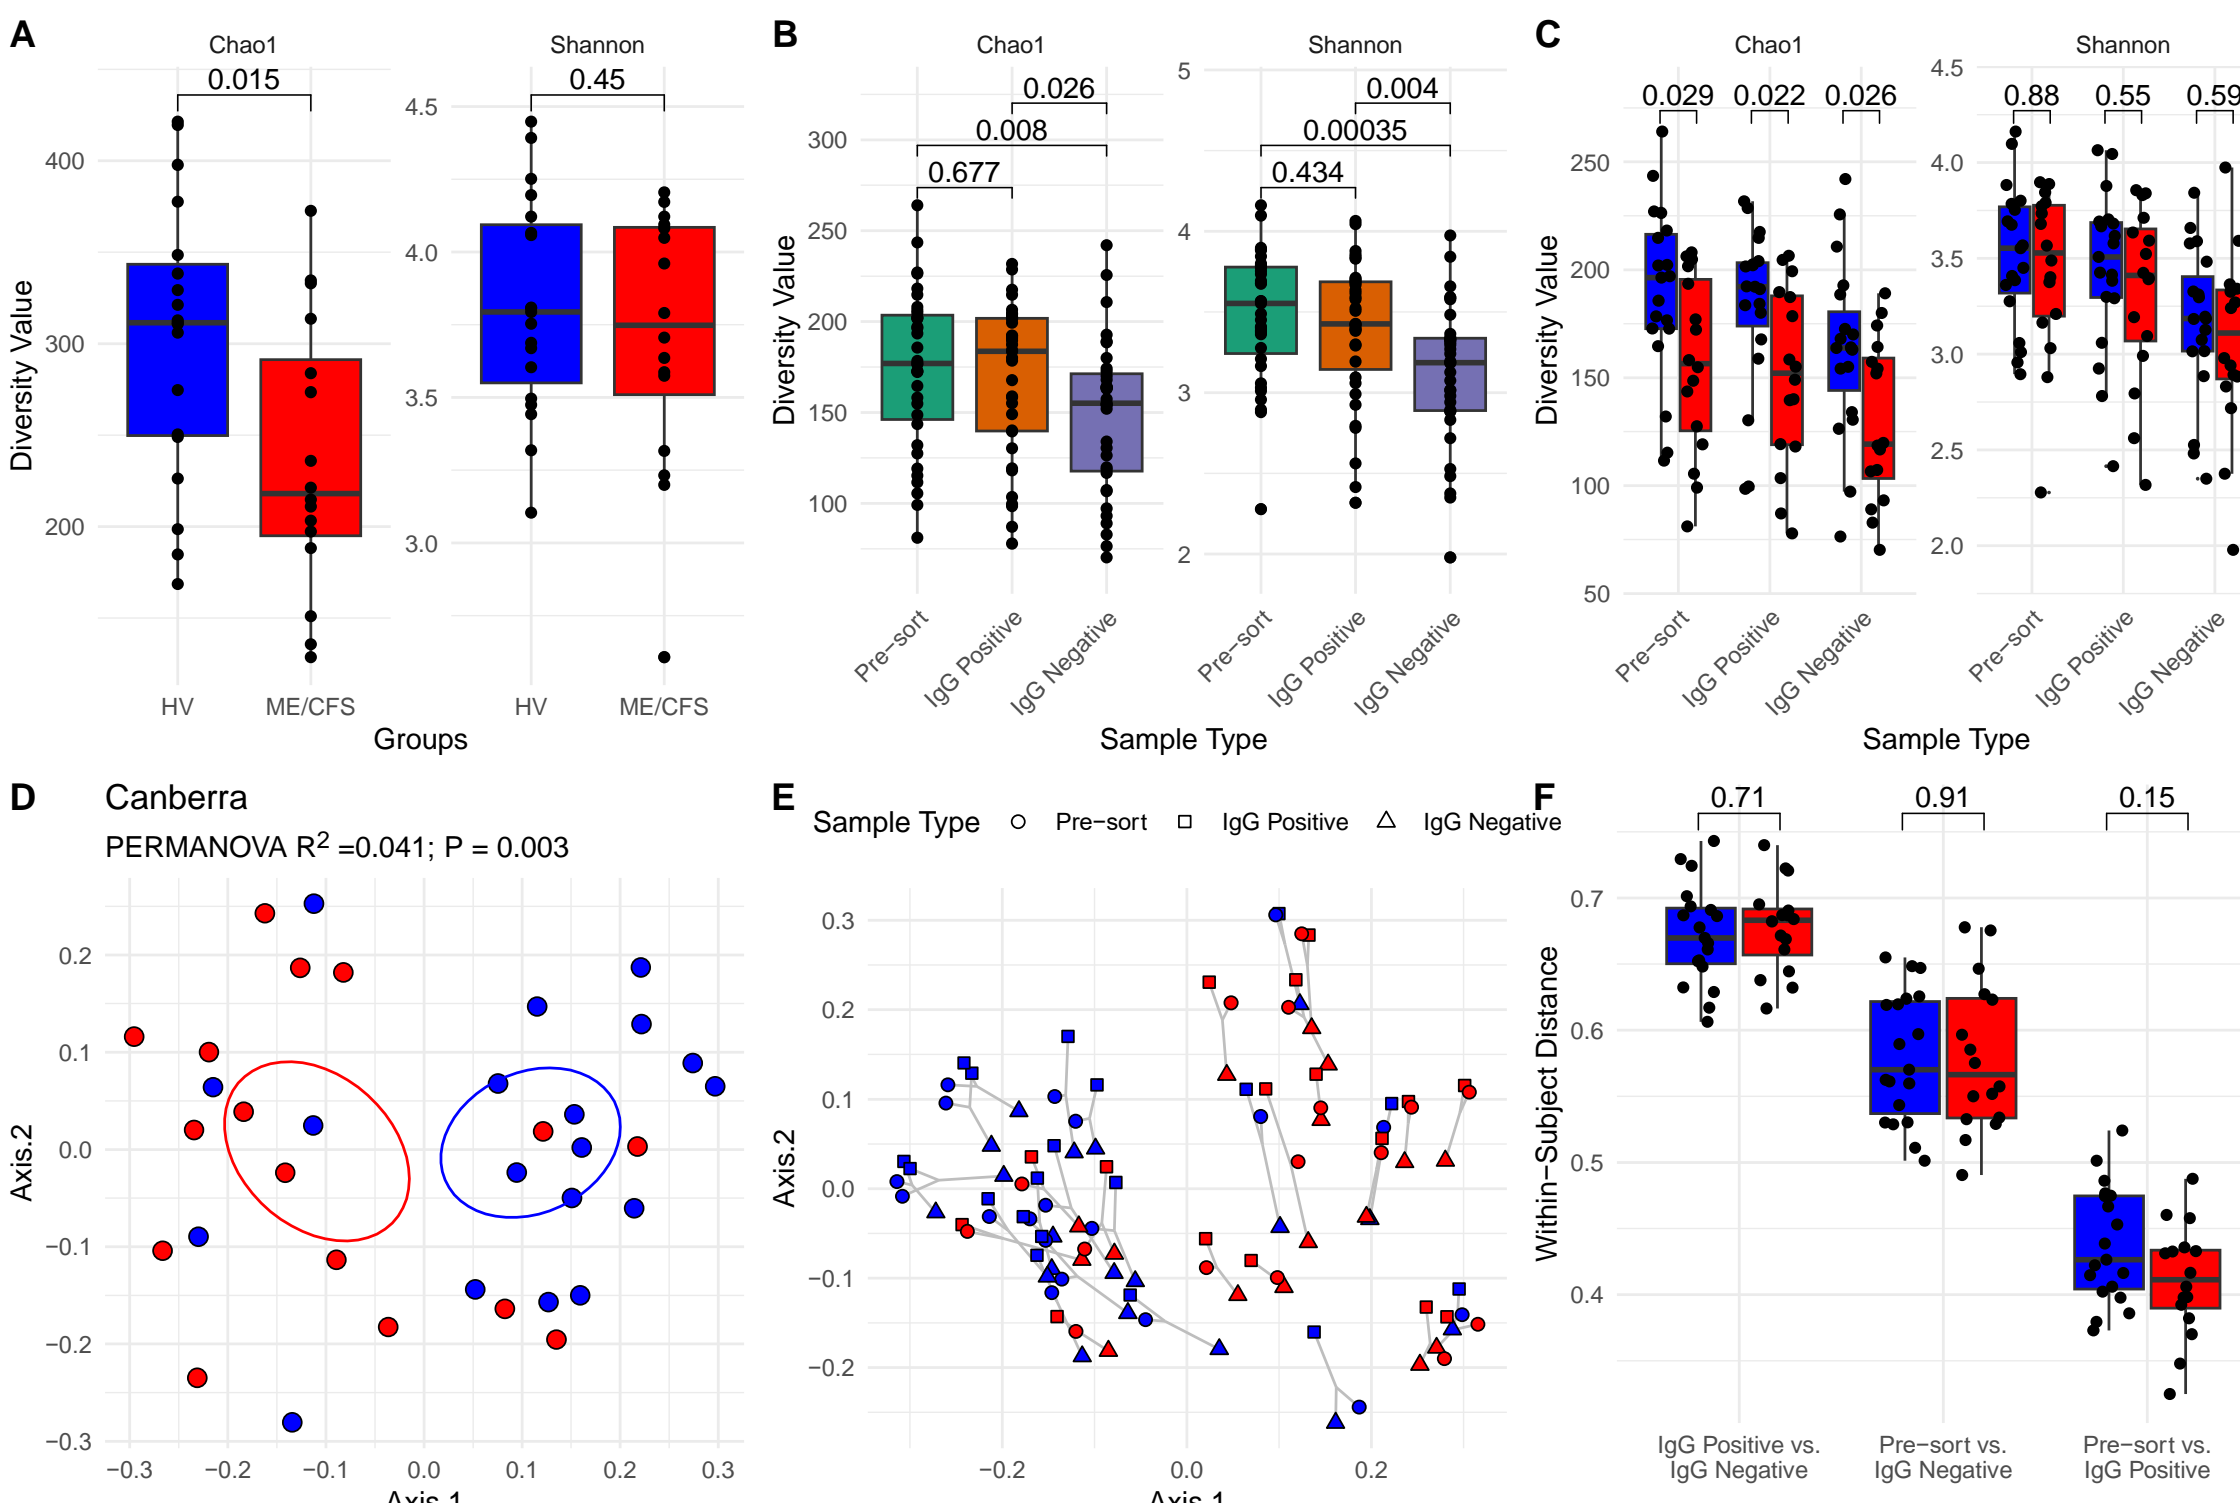 A
Chao1
Shannon
0.015
0.45
Diversity Value
400
300
200
4.5
4.0
3.5
3.0
HV
ME/CFS
HV
ME/CFS
Groups
B
Chao1
Shannon
0.026
0.008
0.677
0.004
0.00035
0.434
Diversity Value
300
250
200
150
100
5
4
3
2
Pre−sort
IgG Positive
IgG Negative
Pre−sort
IgG Positive
IgG Negative
Sample Type
C
Chao1
Shannon
0.029
0.022
0.026
0.88
0.55
0.59
Diversity Value
250
200
150
100
50
4.5
4.0
3.5
3.0
2.5
2.0
Pre−sort
IgG Positive
IgG Negative
Pre−sort
IgG Positive
IgG Negative
Sample Type
D
Canberra
PERMANOVA R2 =0.041; P = 0.003
Axis.2
0.2
0.1
0.0
−0.1
−0.2
−0.3
−0.3
−0.2
−0.1
0.0
0.1
0.2
0.3
Axis.1
E
Sample Type
Pre−sort
IgG Positive
IgG Negative
Axis.2
0.3
0.2
0.1
0.0
−0.1
−0.2
−0.2
0.0
0.2
Axis.1
F
0.71
0.91
0.15
Within−Subject Distance
0.7
0.6
0.5
0.4
IgG Positive vs.
IgG Negative
Pre−sort vs.
IgG Negative
Pre−sort vs.
IgG Positive